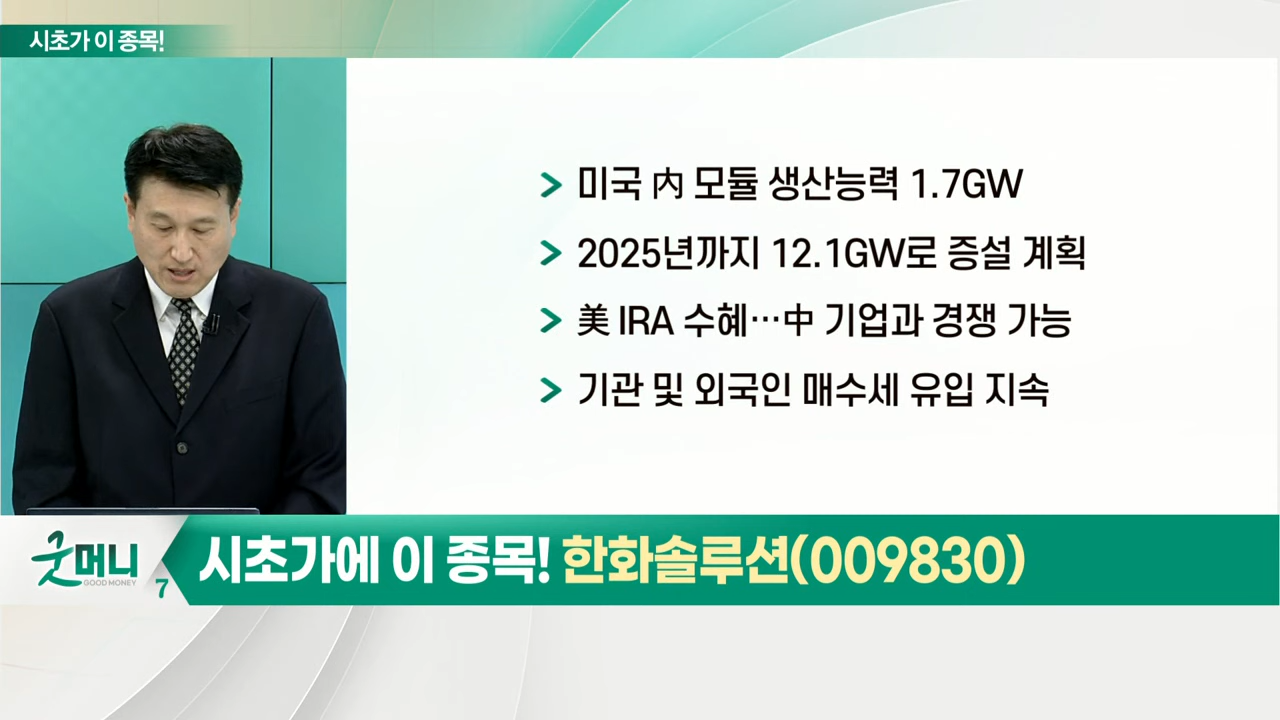 시초가 이 종목!
미국 內 모듈 생산능력 1.7GW
2025년까지 12.1GW로 증설 계획
美 IRA 수혜…中 기업과 경쟁 가능
기관 및 외국인 매수세 유입 지속
굿머니
GOOD MONEY
7
시초가에 이 종목! 한화솔루션(009830)